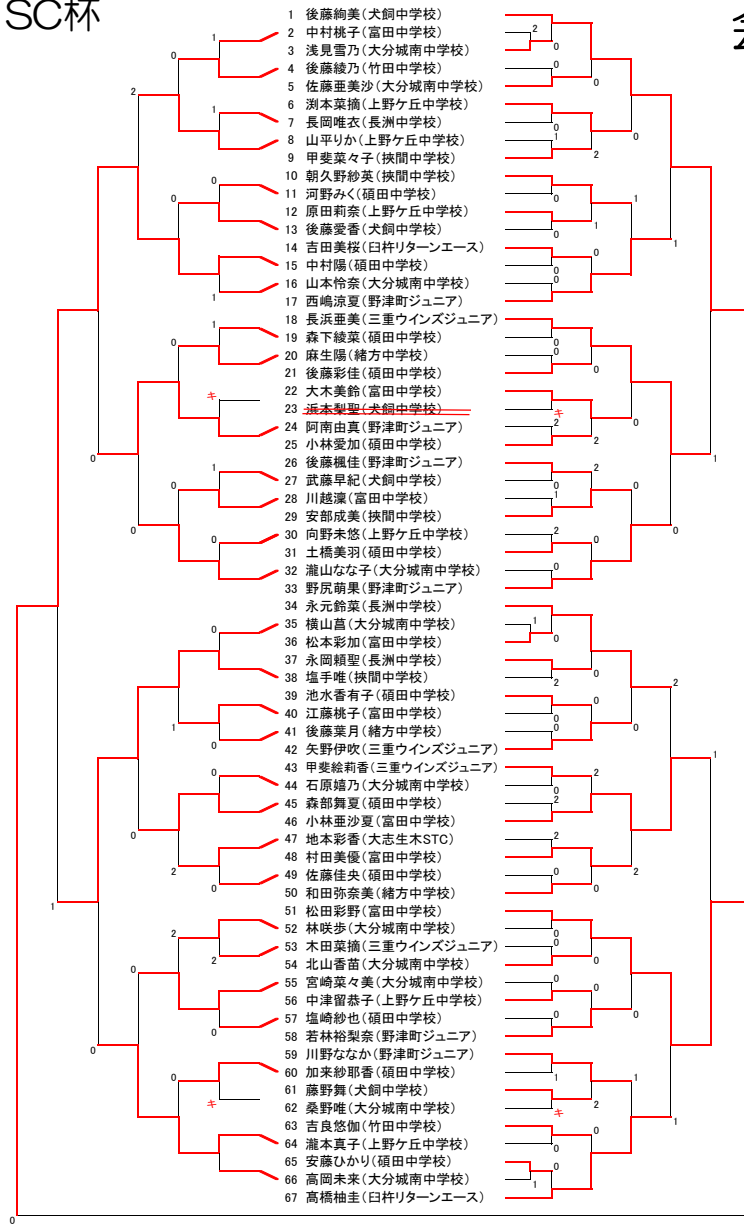 SC杯
1 後藤絢美(犬飼中学校)
2 中村桃子(富田中学校)
3 浅見雪乃(大分城南中学校)
4 後藤綾乃(竹田中学校)
5 佐藤亜美沙(大分城南中学校)
6 渕本菜摘(上野ケ丘中学校)
7 長岡唯衣(長洲中学校)
8 山平りか(上野ケ丘中学校)
9 甲斐菜々子(挾間中学校)
10 朝久野紗英(挾間中学校)
11 河野みく(碩田中学校)
12 原田莉奈(上野ケ丘中学校)
13 後藤愛香(犬飼中学校)
14 吉田美桜(臼杵リターンエース)
15 中村陽(碩田中学校)
16 山本怜奈(大分城南中学校)
17 西嶋涼夏(野津町ジュニア)
18 長浜亜美(三重ウインズジュニア)
19 森下綾菜(碩田中学校)
20 麻生陽(緒方中学校)
21 後藤彩佳(碩田中学校)
22 大木美鈴(富田中学校)
23 浜本梨聖(犬飼中学校)
24 阿南由真(野津町ジュニア)
25 小林愛加(碩田中学校)
26 後藤楓佳(野津町ジュニア)
27 武藤早紀(犬飼中学校)
28 川越凜(富田中学校)
29 安部成美(挾間中学校)
30 向野未悠(上野ケ丘中学校)
31 土橋美羽(碩田中学校)
32 瀧山なな子(大分城南中学校)
33 野尻萌果(野津町ジュニア)
34 永元鈴菜(長洲中学校)
35 横山菖(大分城南中学校)
36 松本彩加(富田中学校)
37 永岡頼聖(長洲中学校)
38 塩手唯(挾間中学校)
39 池水香有子(碩田中学校)
40 江藤桃子(富田中学校)
41 後藤葉月(緒方中学校)
42 矢野伊吹(三重ウインズジュニア)
43 甲斐絵莉香(三重ウインズジュニア)
44 石原嬉乃(大分城南中学校)
45 森部舞夏(碩田中学校)
46 小林亜沙夏(富田中学校)
47 地本彩香(大志生木STC)
48 村田美優(富田中学校)
49 佐藤佳央(碩田中学校)
50 和田弥奈美(緒方中学校)
51 松田彩野(富田中学校)
52 林咲歩(大分城南中学校)
53 木田菜摘(三重ウインズジュニア)
54 北山香苗(大分城南中学校)
55 宮崎菜々美(大分城南中学校)
56 中津留恭子(上野ケ丘中学校)
57 塩崎紗也(碩田中学校)
58 若林裕梨奈(野津町ジュニア)
59 川野ななか(野津町ジュニア)
60 加来紗耶香(碩田中学校)
61 藤野舞(犬飼中学校)
62 桑野唯(大分城南中学校)
63 吉良悠伽(竹田中学校)
64 瀧本真子(上野ケ丘中学校)
65 安藤ひかり(碩田中学校)
66 高岡未来(大分城南中学校)
67 髙橋柚圭(臼杵リターンエース)